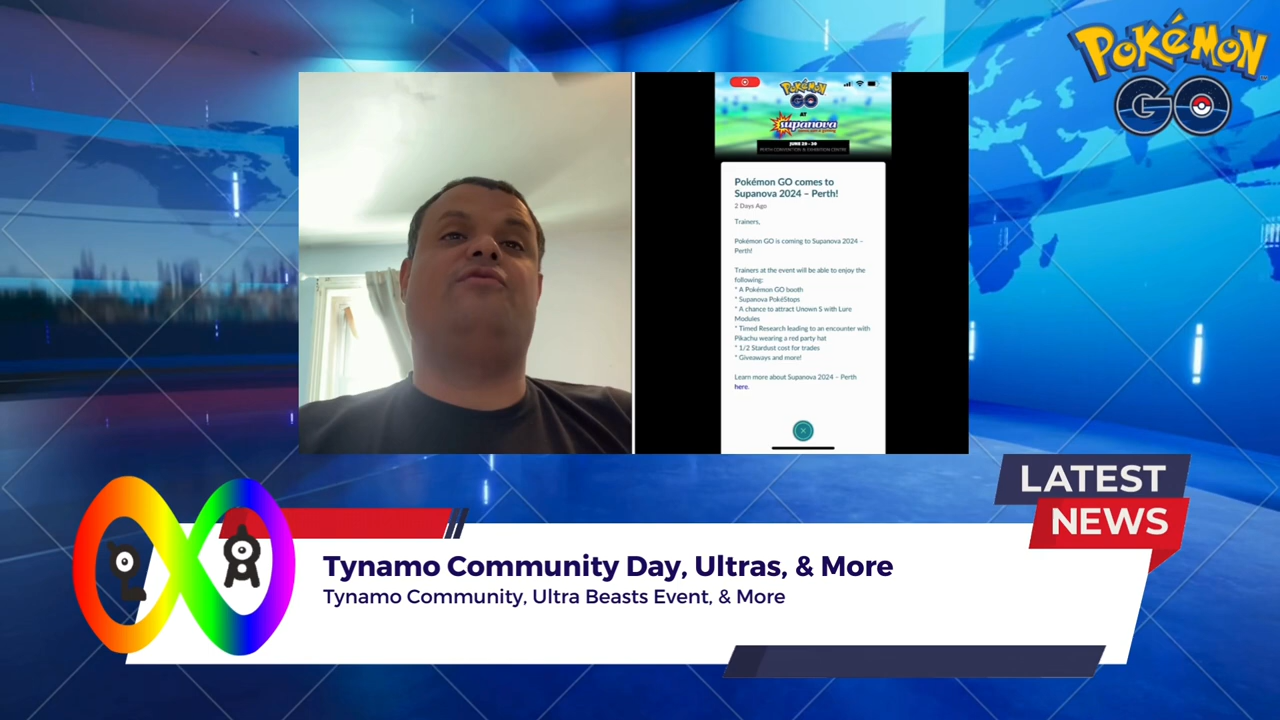 POKÉMON
GO
POKÉMON
GO
AT
supanova
JUNE 29 - 30
PERTH CONVENTION & EXHIBITION CENTRE
Pokémon GO comes to
Supanova 2024 – Perth!
2 Days Ago
Trainers,
Pokémon GO is coming to Supanova 2024 –
Perth!
Trainers at the event will be able to enjoy the
following:
* A Pokémon GO booth
* Supanova PokéStops
* A chance to attract Unown S with Lure
Modules
* Timed Research leading to an encounter with
Pikachu wearing a red party hat
* 1/2 Stardust cost for trades
* Giveaways and more!
Learn more about Supanova 2024 – Perth
here.
LATEST
NEWS
Tynamo Community Day, Ultras, & More
Tynamo Community, Ultra Beasts Event, & More